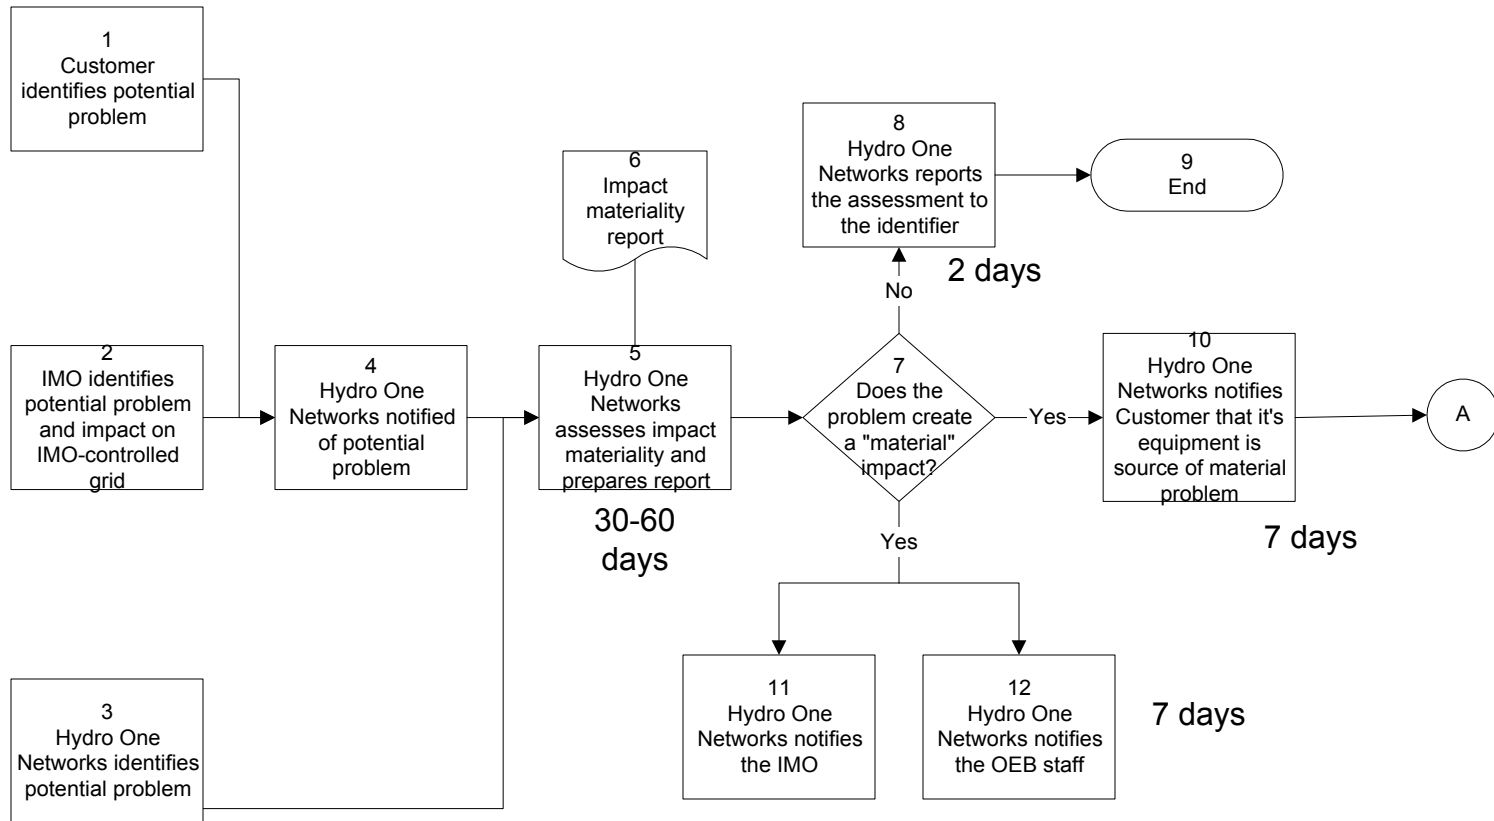 1
Customer
identifies potential
problem
2
IMO identifies
potential problem
and impact on
IMO-controlled
grid
3
Hydro One
Networks identifies
potential problem
4
Hydro One
Networks notified
of potential
problem
6
Impact
materiality
report
5
Hydro One
Networks
assesses impact
materiality and
prepares report
30-60
days
7
Does the
problem create
a "material"
impact?
No
8
Hydro One
Networks reports
the assessment to
the identifier
2 days
9
End
Yes
10
Hydro One
Networks notifies
Customer that it's
equipment is
source of material
problem
7 days
A
Yes
11
Hydro One
Networks notifies
the IMO
12
Hydro One
Networks notifies
the OEB staff
7 days